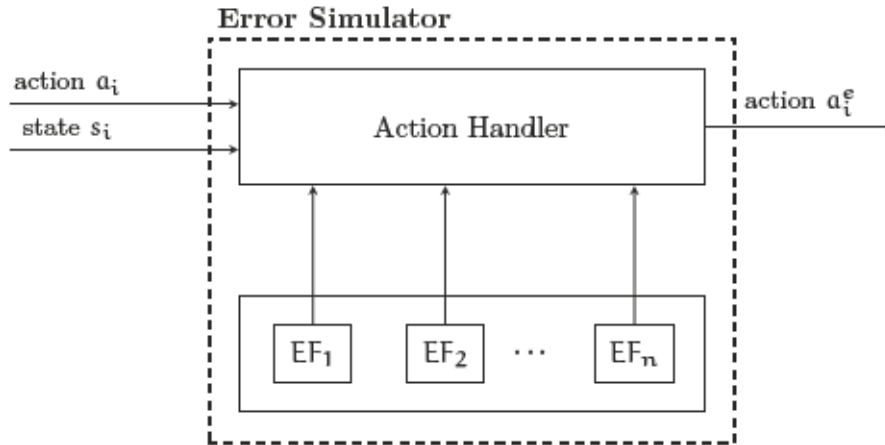 Error Simulator
action aᵢ
state sᵢ
Action Handler
action aᵢᵉ
EF₁ EF₂ ··· EFₙ